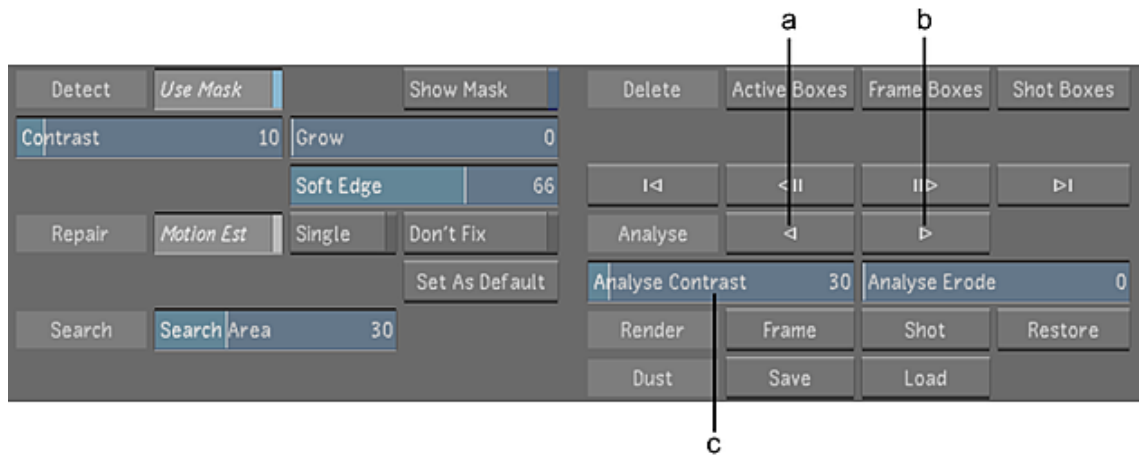 a b
Detect Use Mask Show Mask Delete Active Boxes Frame Boxes Shot Boxes
Contrast 10 Grow 0
Soft Edge 66
Repair Motion Est Single Don't Fix Analyse
Set As Default Analyse Contrast 30 Analyse Erode 0
Search Search Area 30 Render Frame Shot Restore
Dust Save Load
c